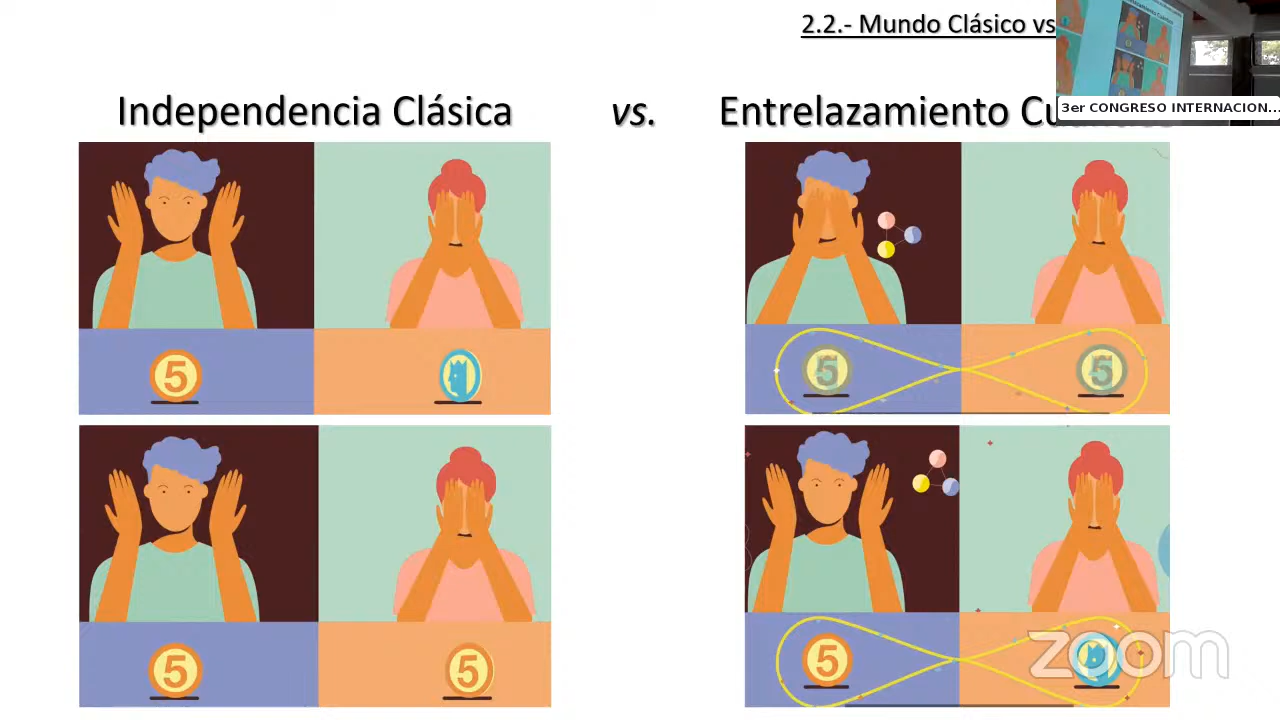 2.2.- Mundo Clásico vs
3er CONGRESO INTERNACION...
Independencia Clásica vs. Entrelazamiento
5
5 5
5 5
5
zoom